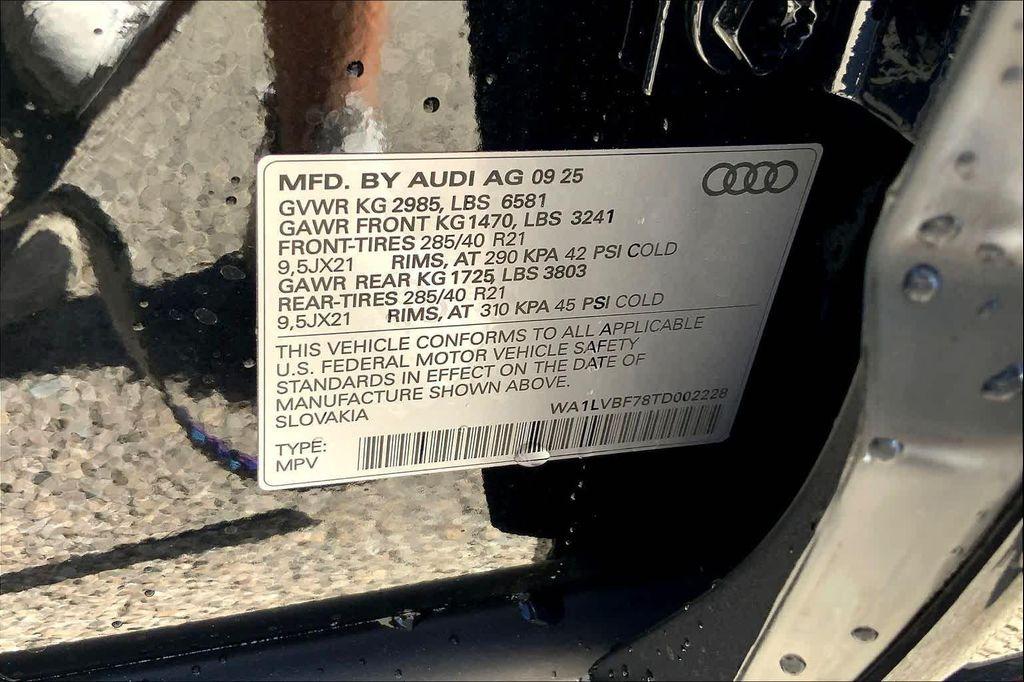 MFD. BY AUDI AG 09 25
GVWR KG 2985, LBS 6581
GAWR FRONT KG1470, LBS 3241
FRONT-TIRES 285/40 R21
9,5JX21 RIMS, AT 290 KPA 42 PSI COLD
GAWR REAR KG 1725, LBS 3803
REAR-TIRES 285/40 R21
9,5JX21 RIMS, AT 310 KPA 45 PSI COLD
THIS VEHICLE CONFORMS TO ALL APPLICABLE
U.S. FEDERAL MOTOR VEHICLE SAFETY
STANDARDS IN EFFECT ON THE DATE OF
MANUFACTURE SHOWN ABOVE.
SLOVAKIA WA1LVBF78TD002228
TYPE:
MPV